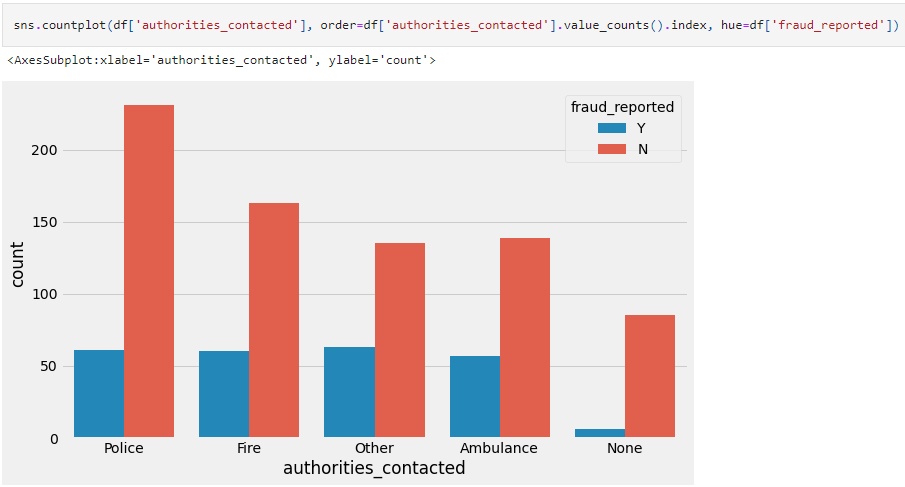 sns.countplot(df['authorities_contacted'], order=df['authorities_contacted'].value_counts().index, hue=df['fraud_reported'])
<AxesSubplot:xlabel='authorities_contacted', ylabel='count'>
fraud_reported
Y
N
200
150
100
50
0
count
Police Fire Other Ambulance None
authorities_contacted